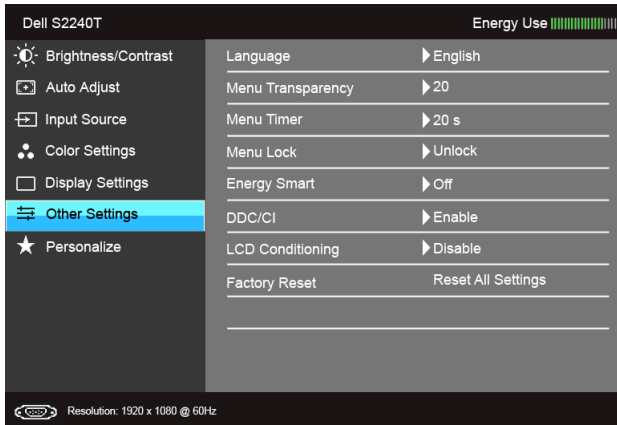 Dell S2240T Energy Use
Brightness/Contrast
Auto Adjust
Input Source
Color Settings
Display Settings
Other Settings
Personalize
Language English
Menu Transparency 20
Menu Timer 20 s
Menu Lock Unlock
Energy Smart Off
DDC/CI Enable
LCD Conditioning Disable
Factory Reset Reset All Settings
Resolution: 1920 x 1080 @ 60Hz